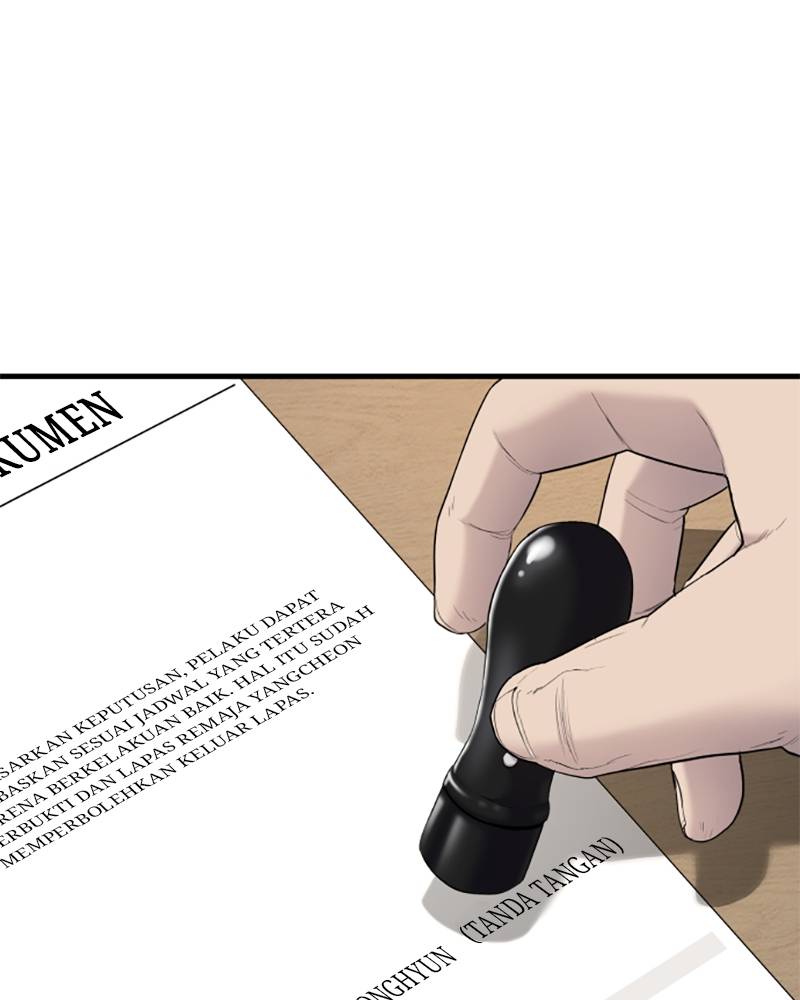 KUMEN
SARKAN KEPUTUSAN, PELAKU DAPAT
BASKAN SESUAI JADWAL YANG TERTERA
RENA BERKELAKUAN BAIK. HAL ITU SUDAH
ERBUKTI DAN LAPAS REMAJA YANGCHEON
MEMPERBOLEHKAN KELUAR LAPAS.
ONGHYUN (TANDA TANGAN)